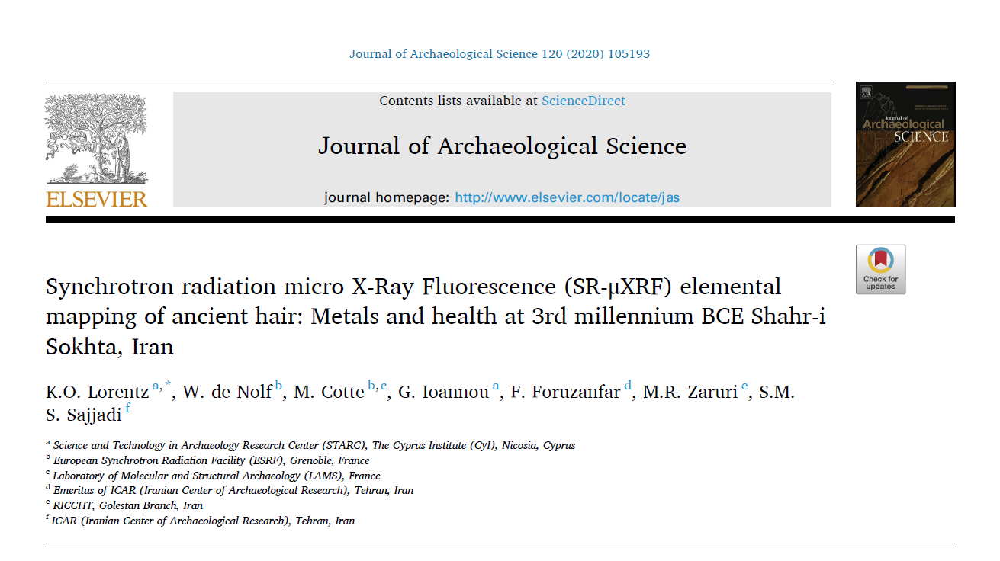 Journal of Archaeological Science 120 (2020) 105193
Contents lists available at ScienceDirect
Journal of Archaeological Science
journal homepage: http://www.elsevier.com/locate/jas
ELSEVIER
Journal of
Archaeological
SCIENCE
Check for
updates
Synchrotron radiation micro X-Ray Fluorescence (SR-μXRF) elemental
mapping of ancient hair: Metals and health at 3rd millennium BCE Shahr-i
Sokhta, Iran
K.O. Lorentz a,*, W. de Nolf b, M. Cotte b,c, G. Ioannou a, F. Foruzanfar d, M.R. Zaruri e, S.M.
S. Sajjadi f
a Science and Technology in Archaeology Research Center (STARC), The Cyprus Institute (CyI), Nicosia, Cyprus
b European Synchrotron Radiation Facility (ESRF), Grenoble, France
c Laboratory of Molecular and Structural Archaeology (LAMS), France
d Emeritus of ICAR (Iranian Center of Archaeological Research), Tehran, Iran
e RICCHT, Golestan Branch, Iran
f ICAR (Iranian Center of Archaeological Research), Tehran, Iran